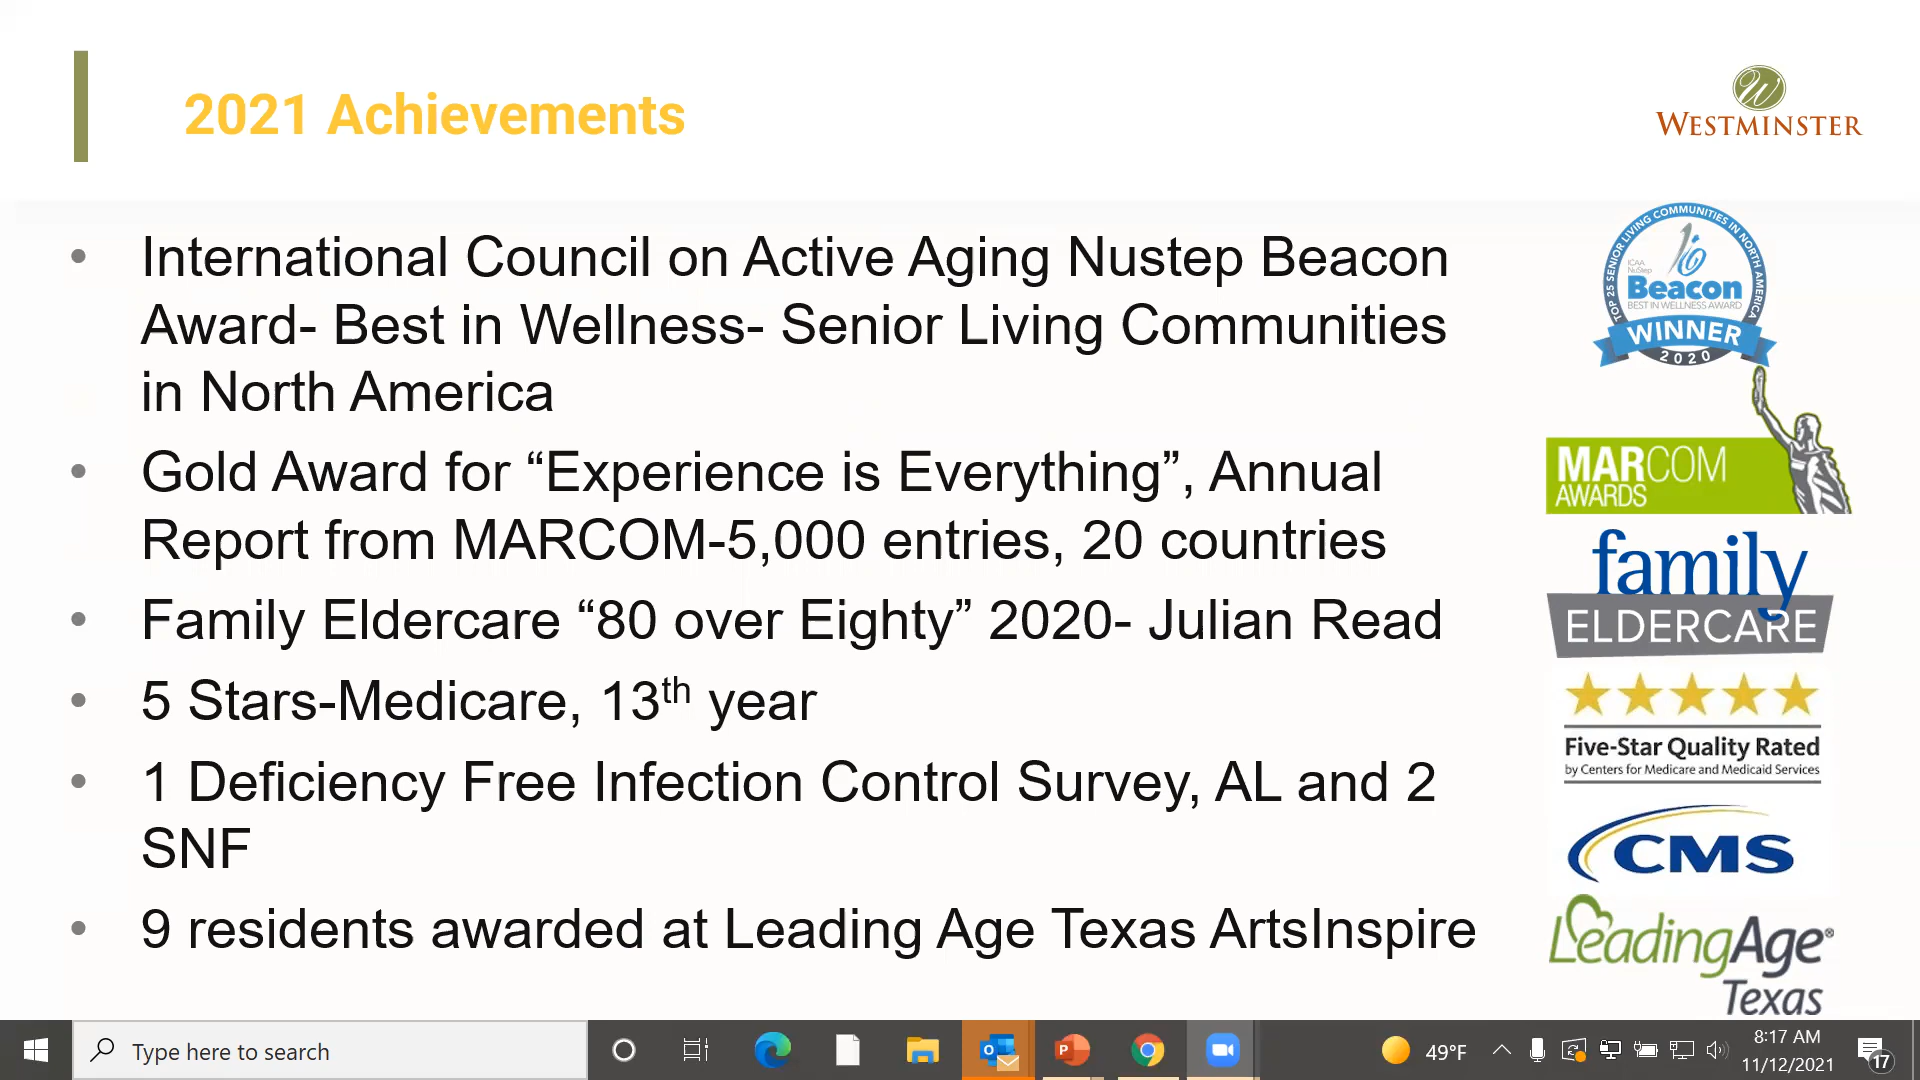 2021 Achievements
WESTMINSTER
• International Council on Active Aging Nustep Beacon
Award- Best in Wellness- Senior Living Communities
in North America
• Gold Award for “Experience is Everything”, Annual
Report from MARCOM-5,000 entries, 20 countries
• Family Eldercare “80 over Eighty” 2020- Julian Read
• 5 Stars-Medicare, 13th year
• 1 Deficiency Free Infection Control Survey, AL and 2
SNF
• 9 residents awarded at Leading Age Texas ArtsInspire
TOP 25 SENIOR LIVING COMMUNITIES IN NORTH AMERICA
ICAA
NuStep
Beacon
BEST IN WELLNESS AWARD
WINNER
2020
MARCOM
AWARDS
family
ELDERCARE
Five-Star Quality Rated
by Centers for Medicare and Medicaid Services
CMS
LeadingAge®
Texas
Type here to search
49°F
8:17 AM
11/12/2021
17